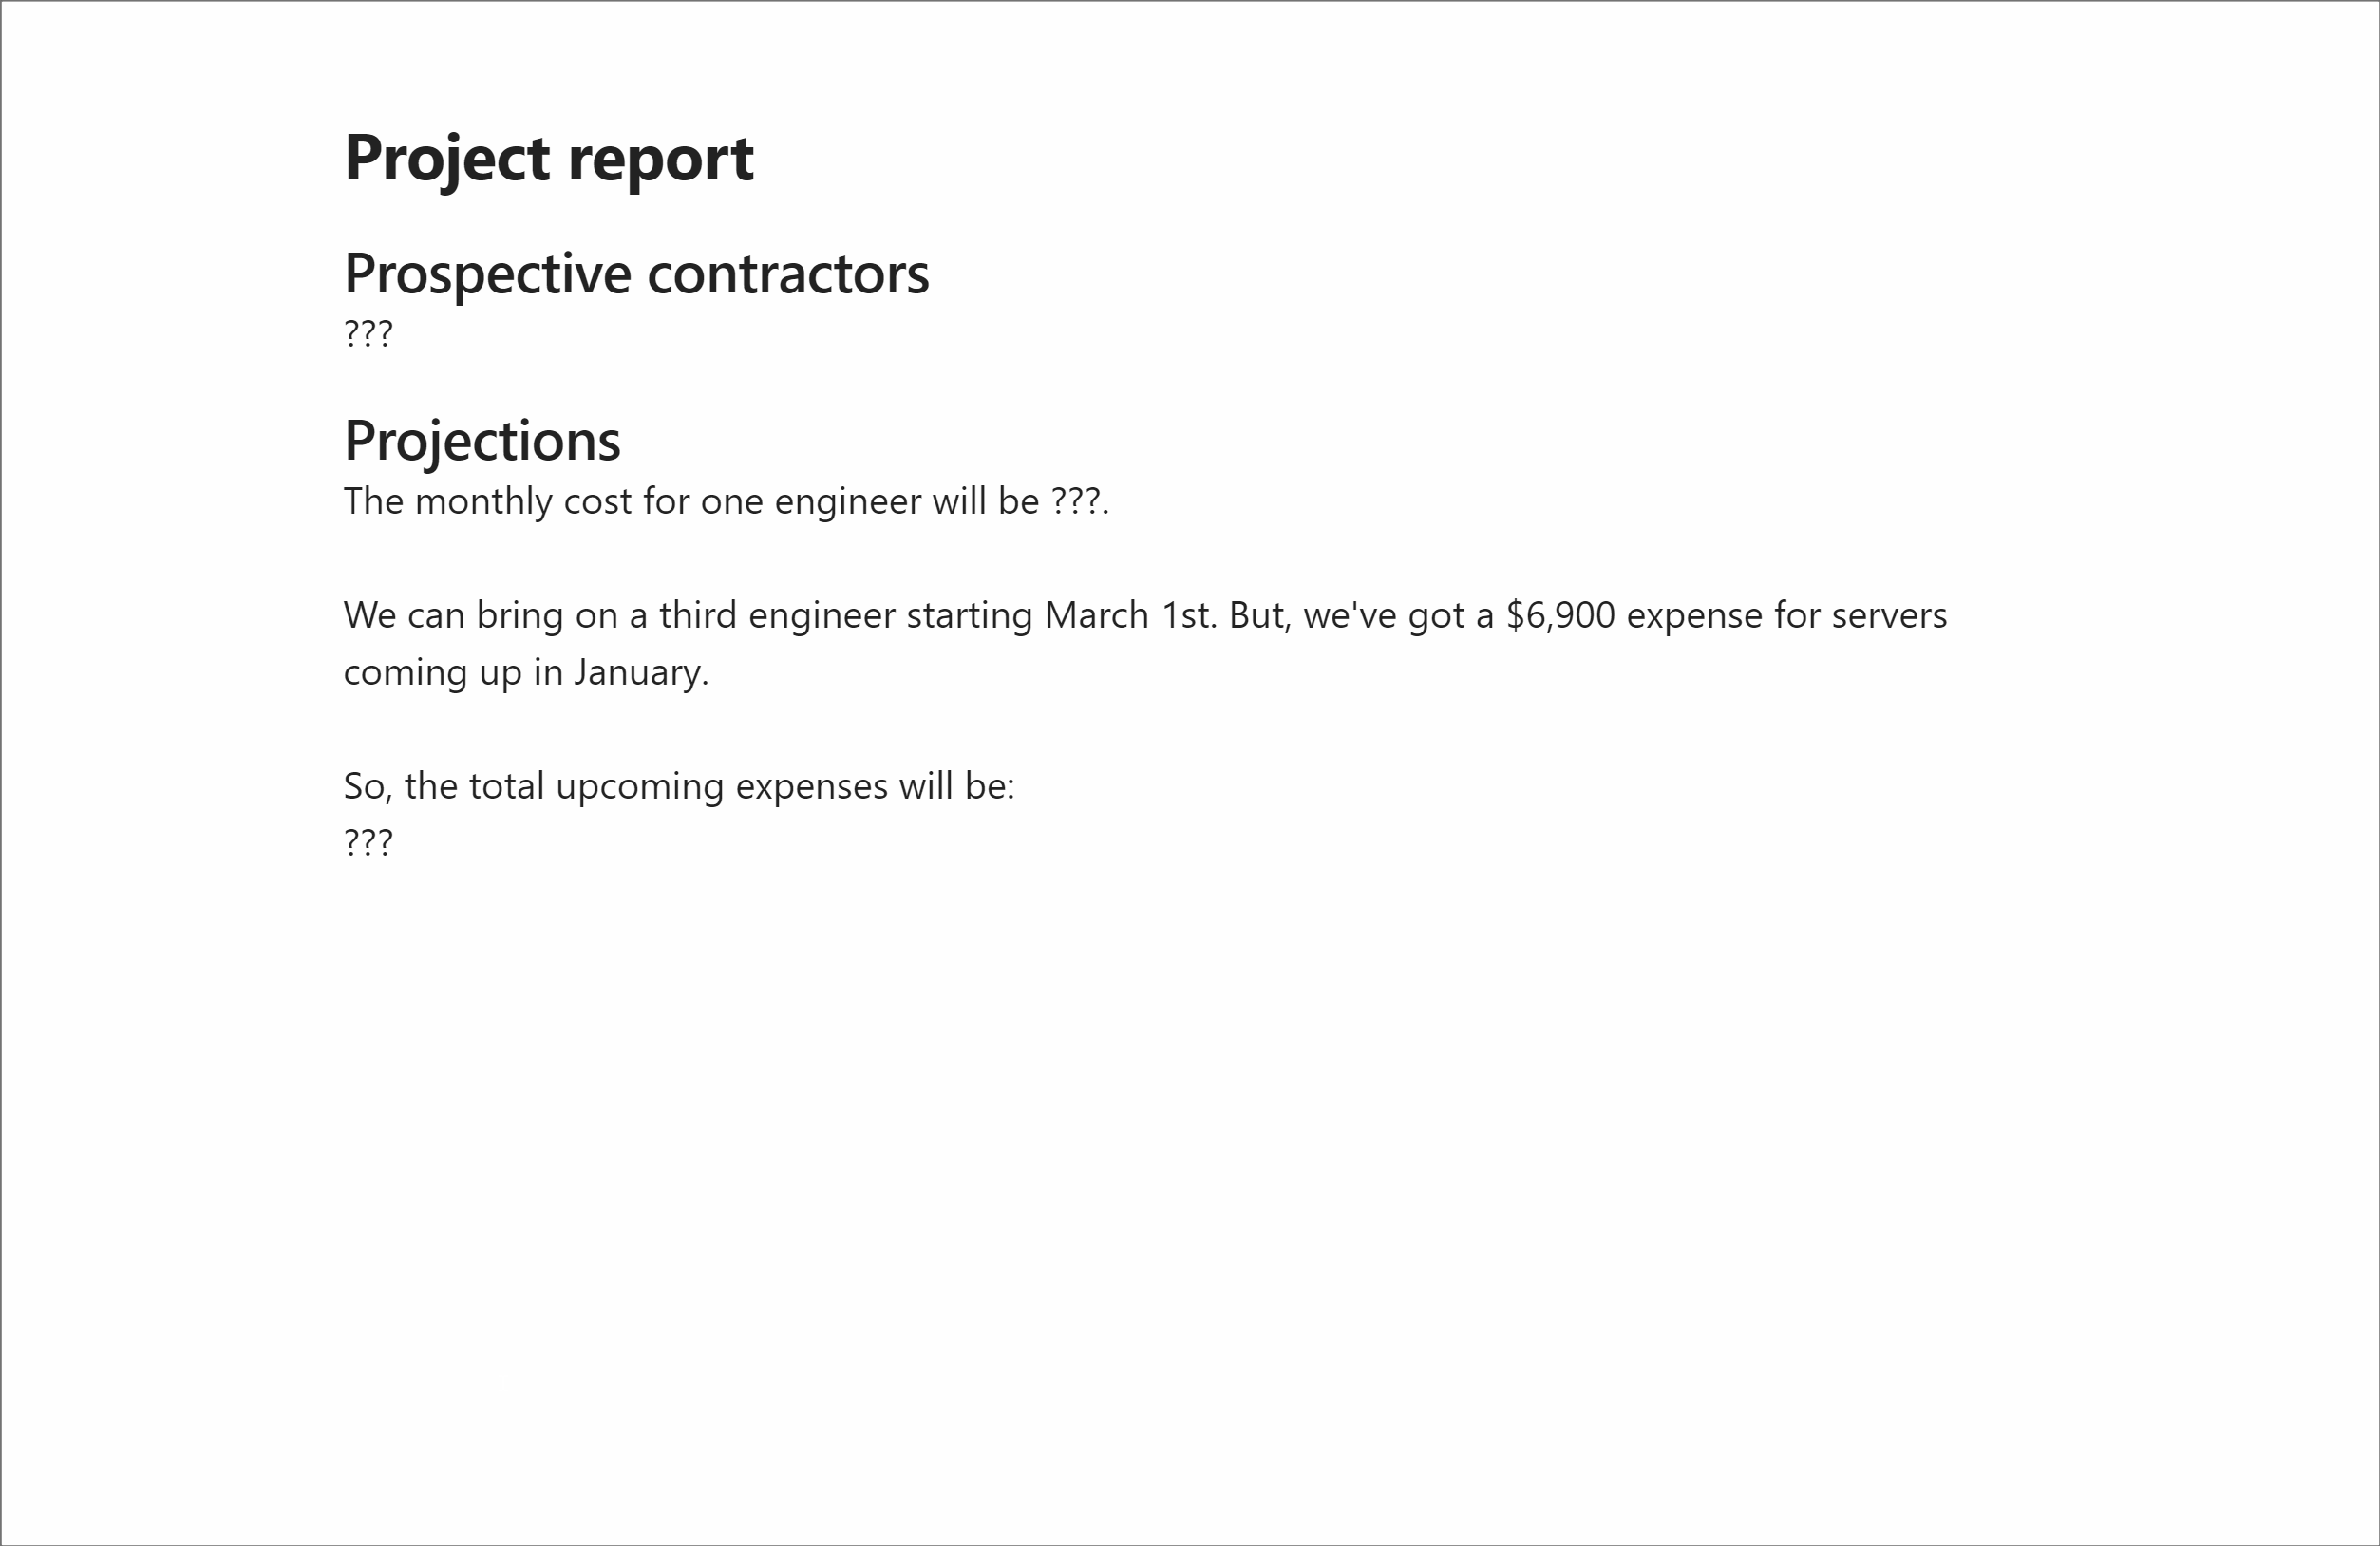 Project report
Prospective contractors
???
Projections
The monthly cost for one engineer will be ???.
We can bring on a third engineer starting March 1st. But, we've got a $6,900 expense for servers
coming up in January.
So, the total upcoming expenses will be:
???